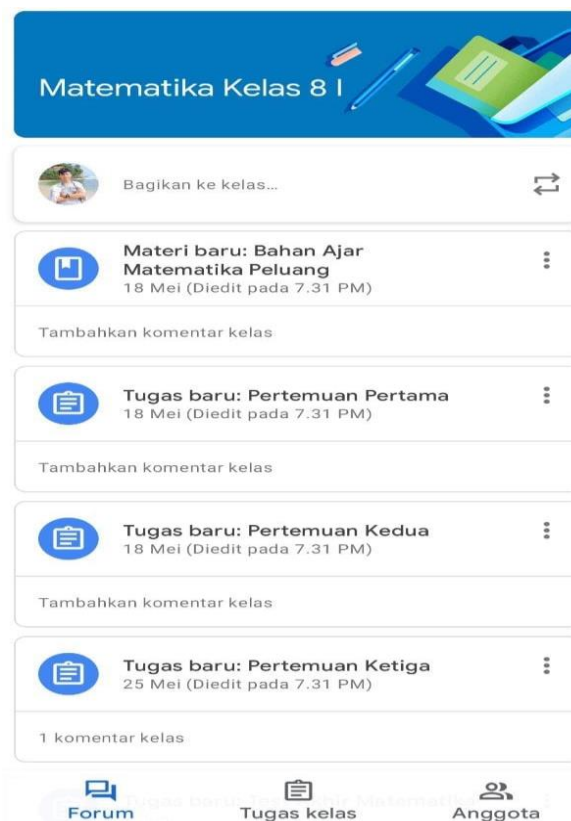 Matematika Kelas 8 I
Bagikan ke kelas...
Materi baru: Bahan Ajar
Matematika Peluang
18 Mei (Diedit pada 7.31 PM)
Tambahkan komentar kelas
Tugas baru: Pertemuan Pertama
18 Mei (Diedit pada 7.31 PM)
Tambahkan komentar kelas
Tugas baru: Pertemuan Kedua
18 Mei (Diedit pada 7.31 PM)
Tambahkan komentar kelas
Tugas baru: Pertemuan Ketiga
25 Mei (Diedit pada 7.31 PM)
1 komentar kelas
Forum Tugas kelas Anggota